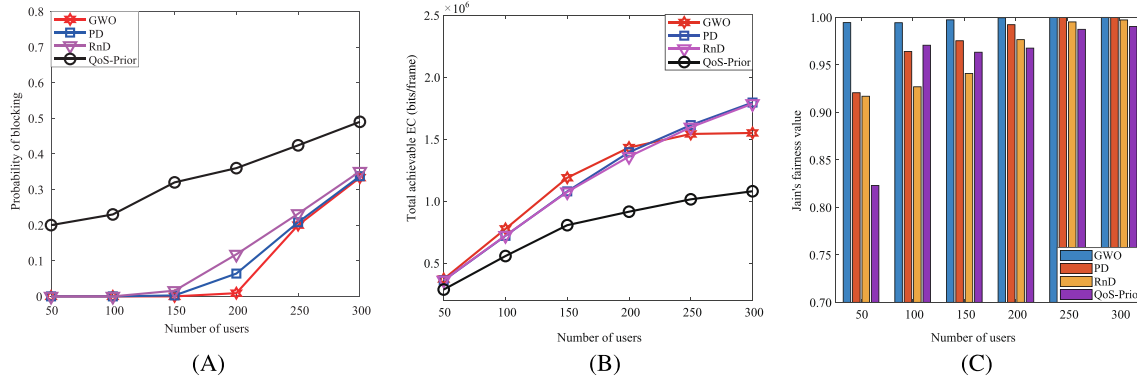 0.8
0.7
0.6
0.5
0.4
0.3
0.2
0.1
0
Probability of blocking
GWO
PD
RnD
QoS-Prior
50 100 150 200 250 300
Number of users
(A)
× 10^6
2.5
2
1.5
1
0.5
Total achievable EC (bits/frame)
GWO
PD
RnD
QoS-Prior
50 100 150 200 250 300
Number of users
(B)
1.00
0.95
0.90
0.85
0.80
0.75
0.70
Jain's fairness value
GWO
PD
RnD
QoS-Prior
50 100 150 200 250 300
Number of users
(C)